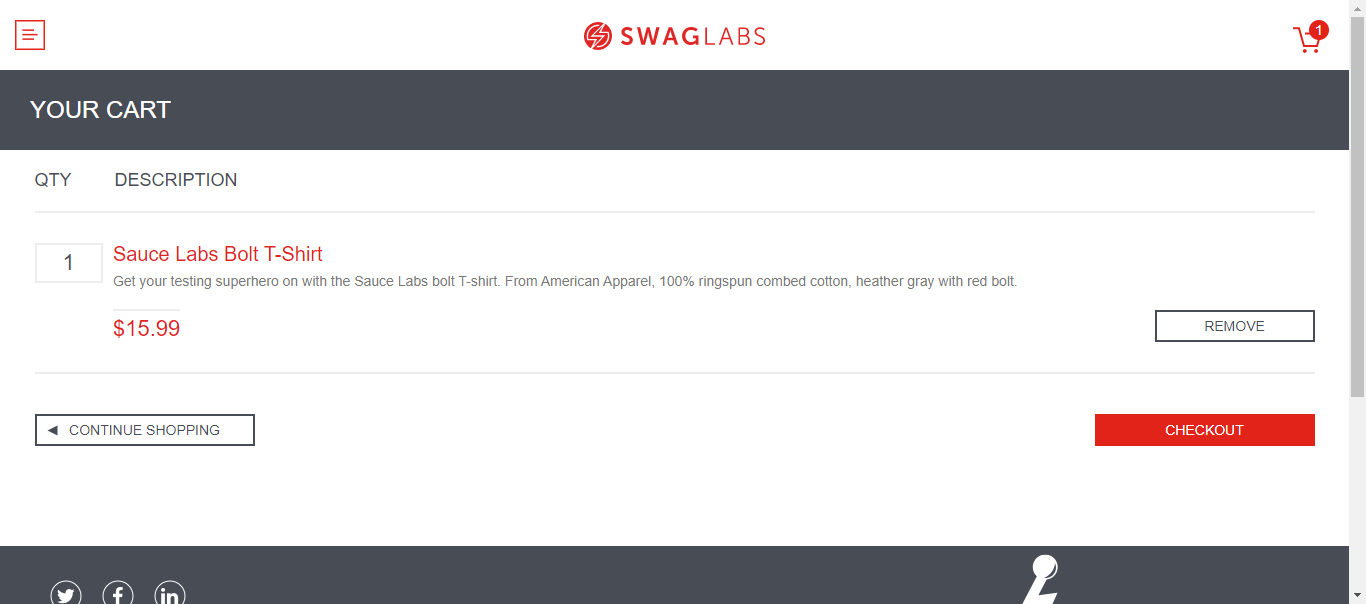 SWAGLABS
1
YOUR CART
QTY DESCRIPTION
1 Sauce Labs Bolt T-Shirt
Get your testing superhero on with the Sauce Labs bolt T-shirt. From American Apparel, 100% ringspun combed cotton, heather gray with red bolt.
$15.99
REMOVE
CONTINUE SHOPPING
CHECKOUT